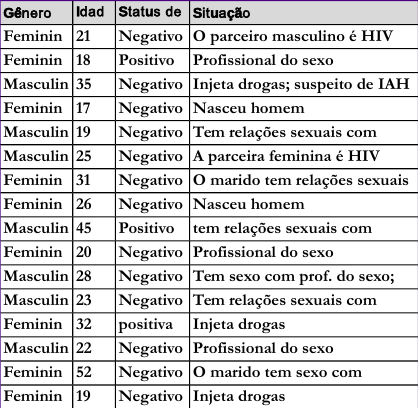 Gênero Idad Status de Situação
Feminin 21 Negativo O parceiro masculino é HIV
Feminin 18 Positivo Profissional do sexo
Masculin 35 Negativo Injeta drogas; suspeito de IAH
Feminin 17 Negativo Nasceu homem
Masculin 19 Negativo Tem relações sexuais com
Masculin 25 Negativo A parceira feminina é HIV
Feminin 31 Negativo O marido tem relações sexuais
Feminin 26 Negativo Nasceu homem
Masculin 45 Positivo tem relações sexuais com
Feminin 20 Negativo Profissional do sexo
Masculin 28 Negativo Tem sexo com prof. do sexo;
Masculin 23 Negativo Tem relações sexuais com
Feminin 32 positiva Injeta drogas
Masculin 22 Negativo Profissional do sexo
Feminin 52 Negativo O marido tem sexo com
Feminin 19 Negativo Injeta drogas